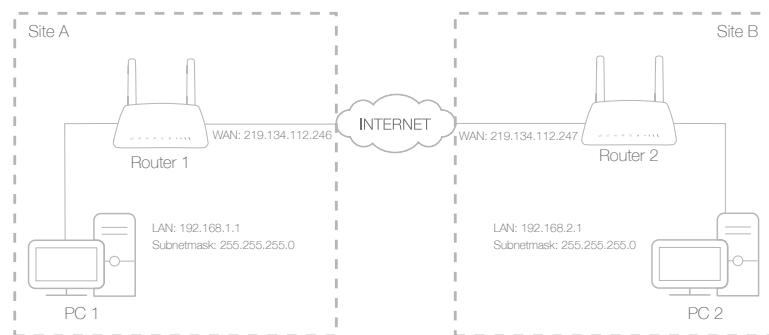 Site A
Site B
INTERNET
WAN: 219.134.112.246
WAN: 219.134.112.247
Router 1
Router 2
LAN: 192.168.1.1
Subnetmask: 255.255.255.0
LAN: 192.168.2.1
Subnetmask: 255.255.255.0
PC 1
PC 2